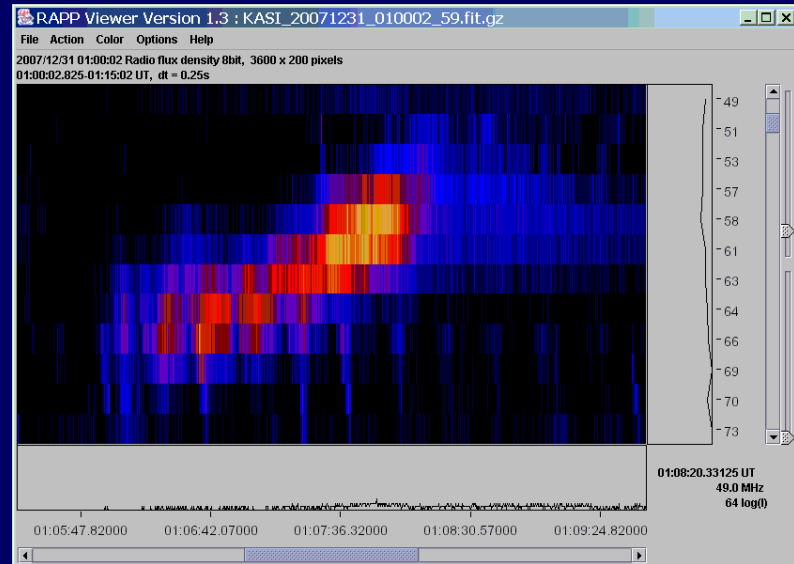 RAPP Viewer Version 1.3 : KASI_20071231_010002_59.fit.gz
File Action Color Options Help
2007/12/31 01:00:02 Radio flux density 8bit, 3600 x 200 pixels
01:00:02.825-01:15:02 UT, dt = 0.25s
49
51
53
57
58
61
63
64
66
69
70
73
01:08:20.33125 UT
49.0 MHz
64 log(I)
01:05:47.82000 01:06:42.07000 01:07:36.32000 01:08:30.57000 01:09:24.82000